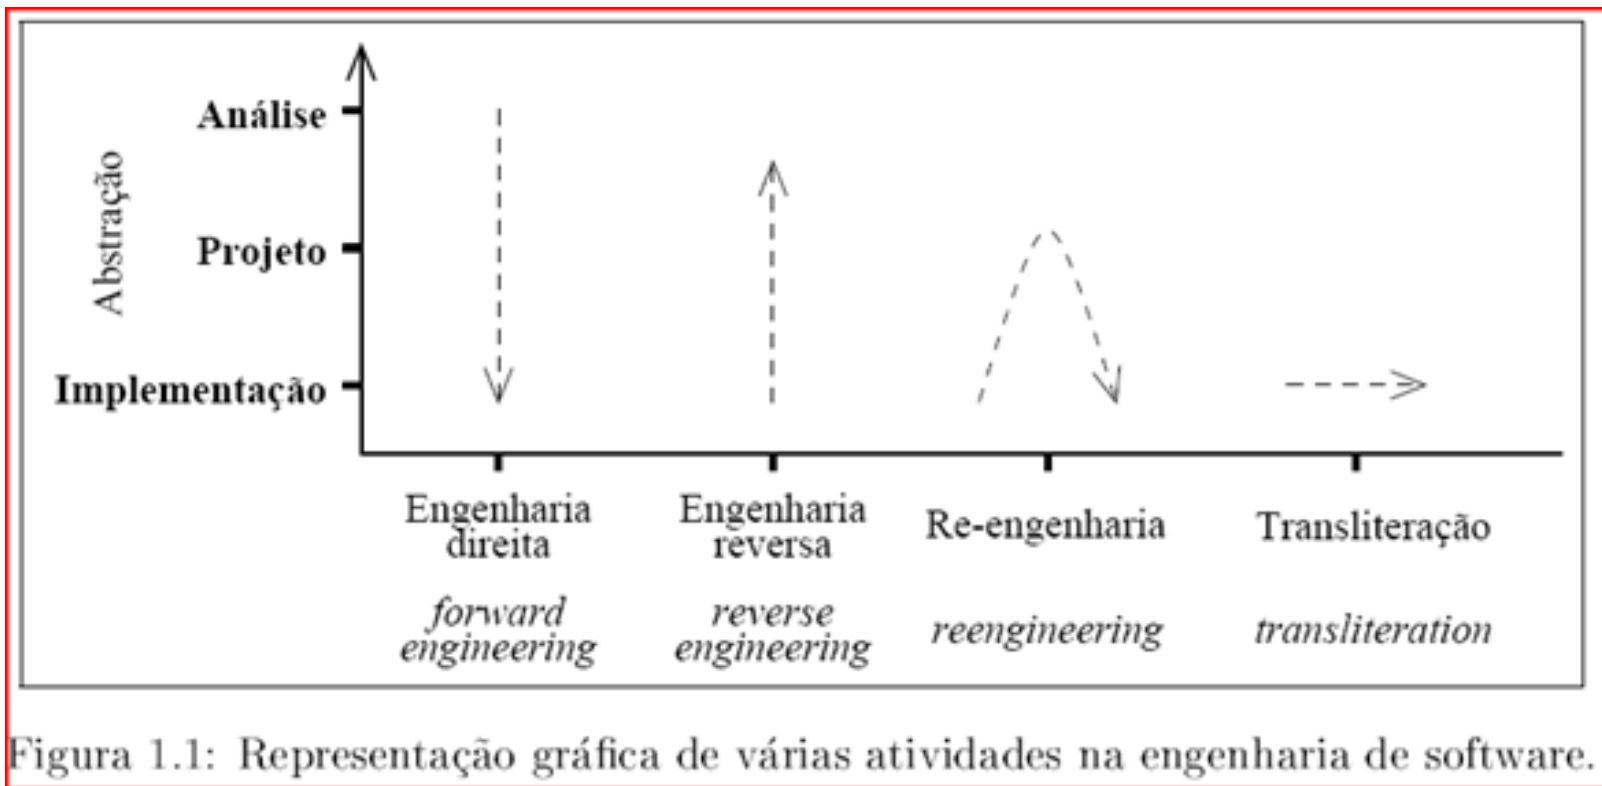 Análise
Abstração
Projeto
Implementação
Engenharia
direita
Engenharia
reversa
Re-engenharia
Transliteração
forward
engineering
reverse
engineering
reengineering
transliteration
Figura 1.1: Representação gráfica de várias atividades na engenharia de software.